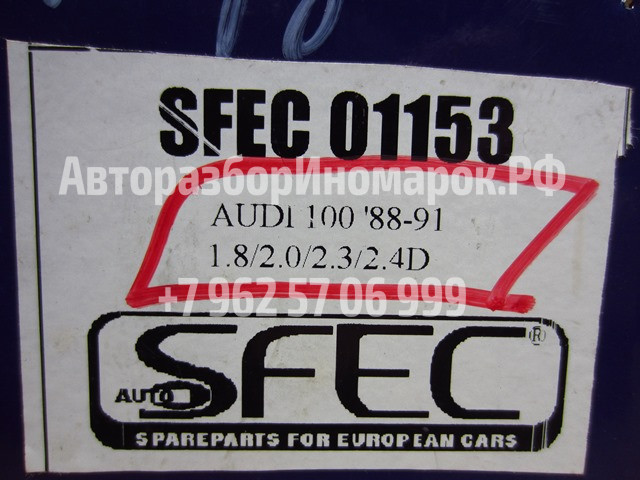 SFEC 01153
АвторазборИномарок.РФ
AUDI 100 '88-91
1.8/2.0/2.3/2.4D
+7 962 57 06 999
SFEC®
AUTO
SPAREPARTS FOR EUROPEAN CARS